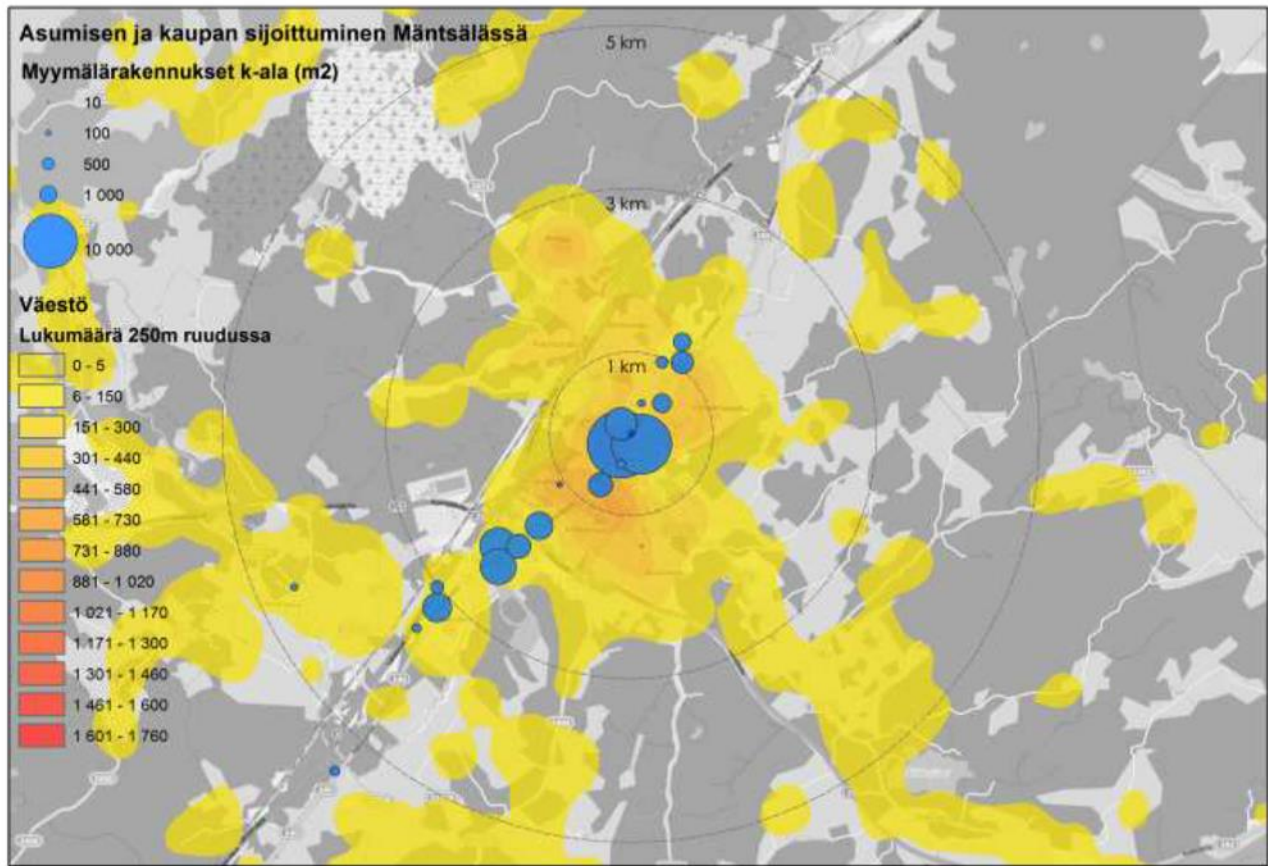 Asumisen ja kaupan sijoittuminen Mäntsälässä
Myymälärakennukset k-ala (m2)
10
100
500
1 000
10 000
Väestö
Lukumäärä 250m ruudussa
0 - 5
6 - 150
151 - 300
301 - 440
441 - 580
581 - 730
731 - 880
881 - 1 020
1 021 - 1 170
1 171 - 1 300
1 301 - 1 460
1 461 - 1 600
1 601 - 1 760
5 km
3 km
1 km